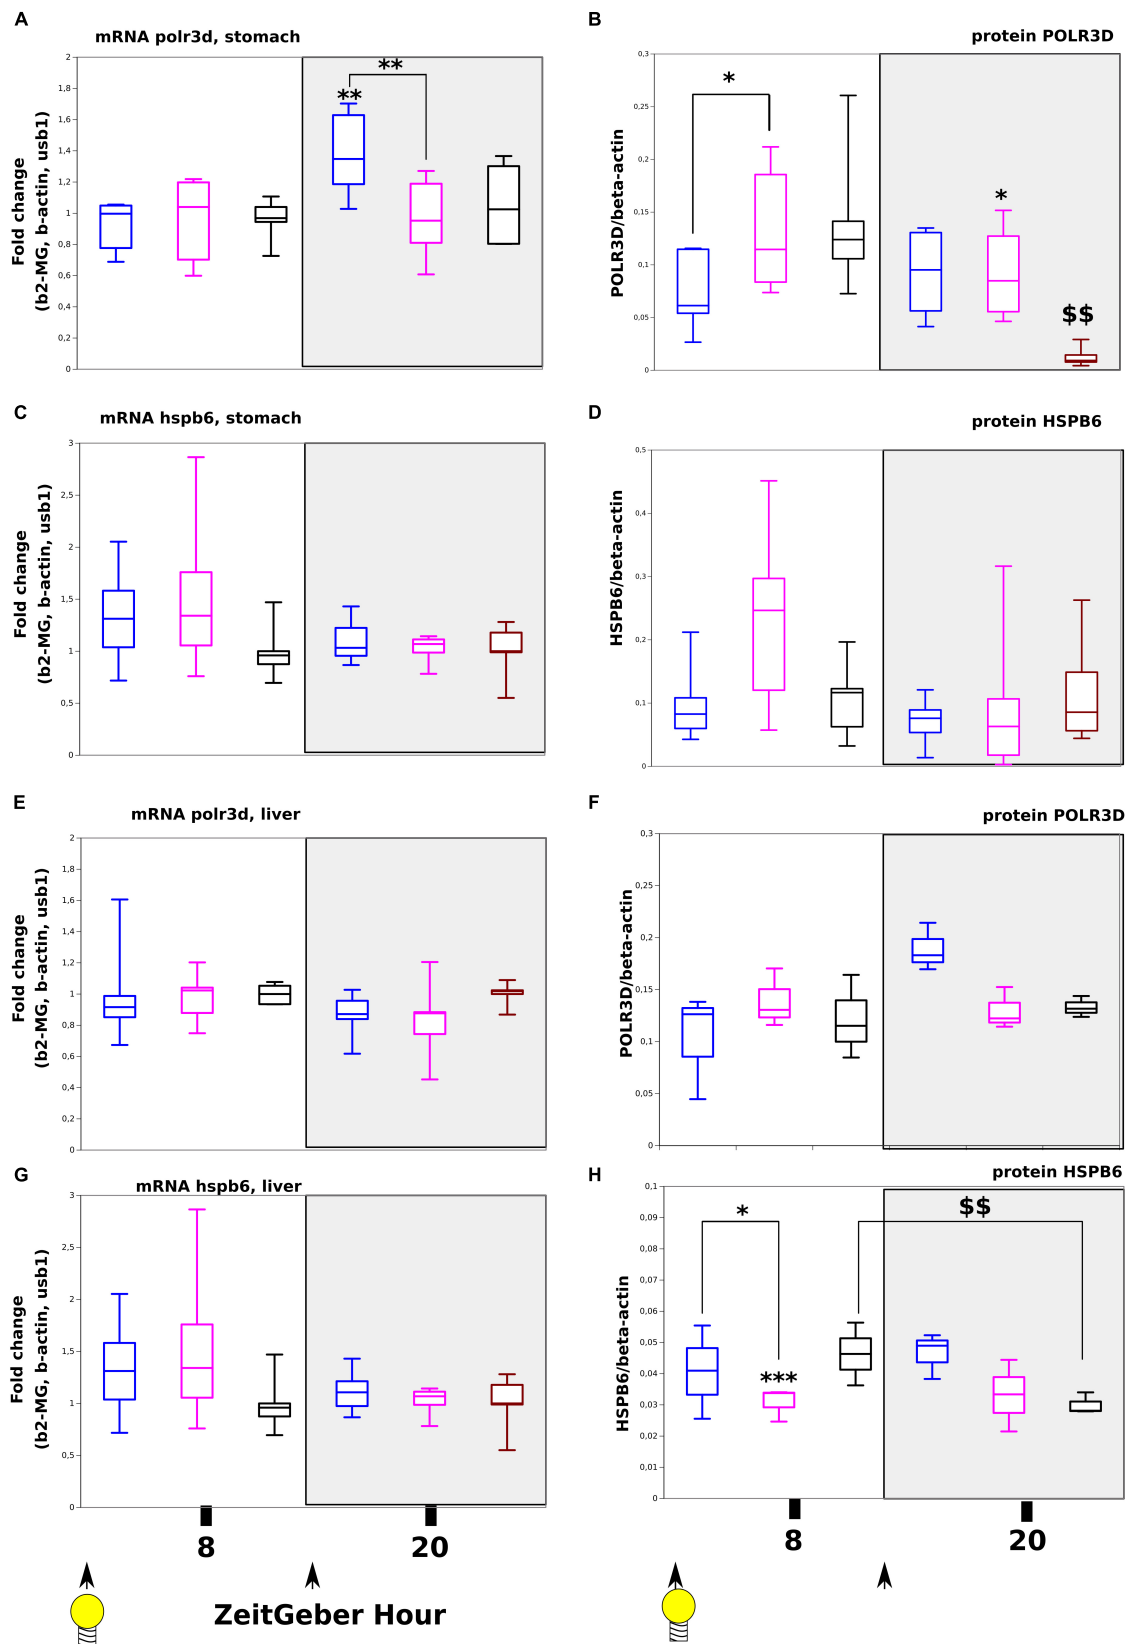 A
mRNA polr3d, stomach
Fold change
(b2-MG, b-actin, usb1)
2
1,8
1,6
1,4
1,2
1
0,8
0,6
0,4
0,2
0
**
**
B
protein POLR3D
POLR3D/beta-actin
0,3
0,25
0,2
0,15
0,1
0,05
0
*
*
$$
C
mRNA hspb6, stomach
Fold change
(b2-MG, b-actin, usb1)
3
2,5
2
1,5
1
0,5
0
D
protein HSPB6
HSPB6/beta-actin
0,5
0,4
0,3
0,2
0,1
0
E
mRNA polr3d, liver
Fold change
(b2-MG, b-actin, usb1)
2
1,8
1,6
1,4
1,2
1
0,8
0,6
0,4
0,2
0
F
protein POLR3D
POLR3D/beta-actin
0,3
0,25
0,2
0,15
0,1
0,05
0
G
mRNA hspb6, liver
Fold change
(b2-MG, b-actin, usb1)
3
2,5
2
1,5
1
0,5
0
8
20
ZeitGeber Hour
H
protein HSPB6
HSPB6/beta-actin
0,1
0,09
0,08
0,07
0,06
0,05
0,04
0,03
0,02
0,01
0
*
***
$$
8
20